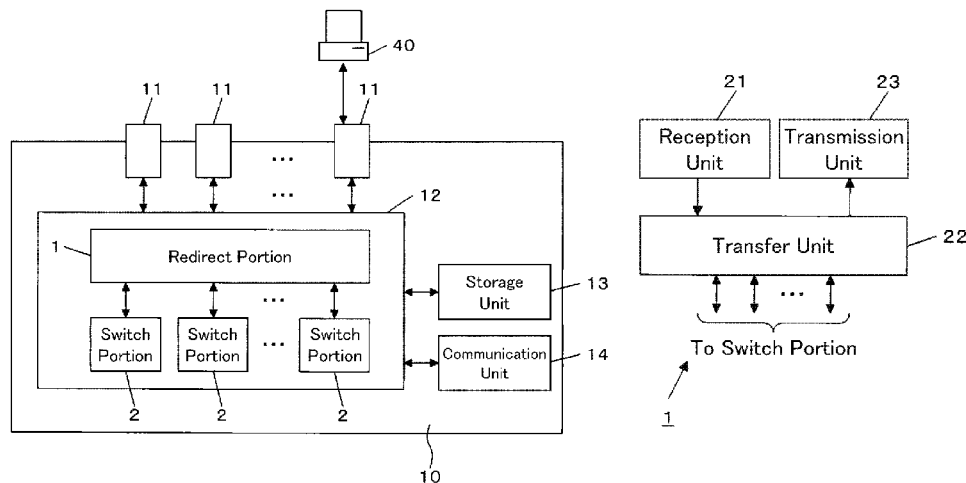 40
11
11
11
12
1
Redirect Portion
...
...
...
Switch
Portion
Switch
Portion
...
Switch
Portion
2
2
2
Storage
Unit
13
Communication
Unit
14
10
21
23
Reception
Unit
Transmission
Unit
Transfer Unit
22
...
To Switch Portion
1